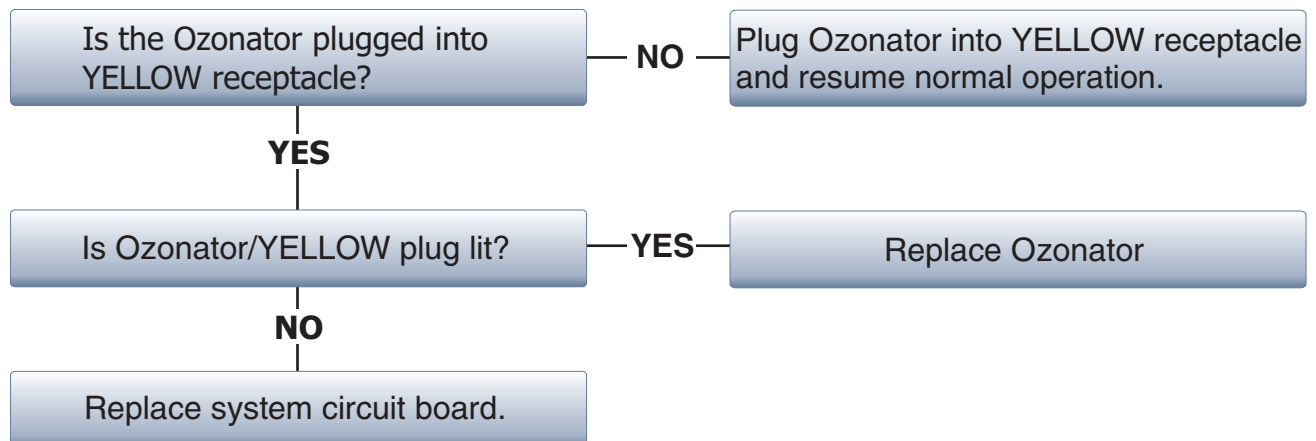 Is the Ozonator plugged into
YELLOW receptacle?
NO
Plug Ozonator into YELLOW receptacle
and resume normal operation.
YES
Is Ozonator/YELLOW plug lit?
YES
Replace Ozonator
NO
Replace system circuit board.